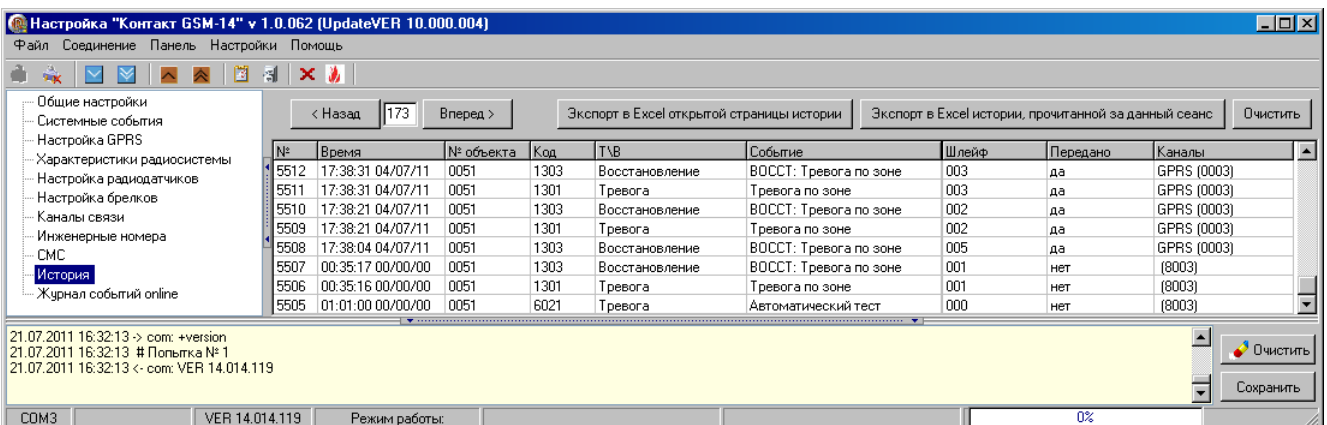 Настройка "Контакт GSM-14" v 1.0.062 (UpdateVER 10.000.004)
Файл Соединение Панель Настройки Помощь
Общие настройки
Системные события
Настройка GPRS
Характеристики радиосистемы
Настройка радиодатчиков
Настройка брелков
Каналы связи
Инженерные номера
СМС
История
Журнал событий online
< Назад 173 Вперед > Экспорт в Excel открытой страницы истории Экспорт в Excel истории, прочитанной за данный сеанс Очистить
№ Время № объекта Код Т\В Событие Шлейф Передано Каналы
5512 17:38:31 04/07/11 0051 1303 Восстановление ВОССТ: Тревога по зоне 003 да GPRS (0003)
5511 17:38:31 04/07/11 0051 1301 Тревога Тревога по зоне 003 да GPRS (0003)
5510 17:38:21 04/07/11 0051 1303 Восстановление ВОССТ: Тревога по зоне 002 да GPRS (0003)
5509 17:38:21 04/07/11 0051 1301 Тревога Тревога по зоне 002 да GPRS (0003)
5508 17:38:04 04/07/11 0051 1303 Восстановление ВОССТ: Тревога по зоне 005 да GPRS (0003)
5507 00:35:17 00/00/00 0051 1303 Восстановление ВОССТ: Тревога по зоне 001 нет (8003)
5506 00:35:16 00/00/00 0051 1301 Тревога Тревога по зоне 001 нет (8003)
5505 01:01:00 00/00/00 0051 6021 Тревога Автоматический тест 000 нет (8003)
21.07.2011 16:32:13 -> com: +version
21.07.2011 16:32:13 # Попытка № 1
21.07.2011 16:32:13 <- com: VER 14.014.119
Очистить
Сохранить
COM3 VER 14.014.119 Режим работы: 0%